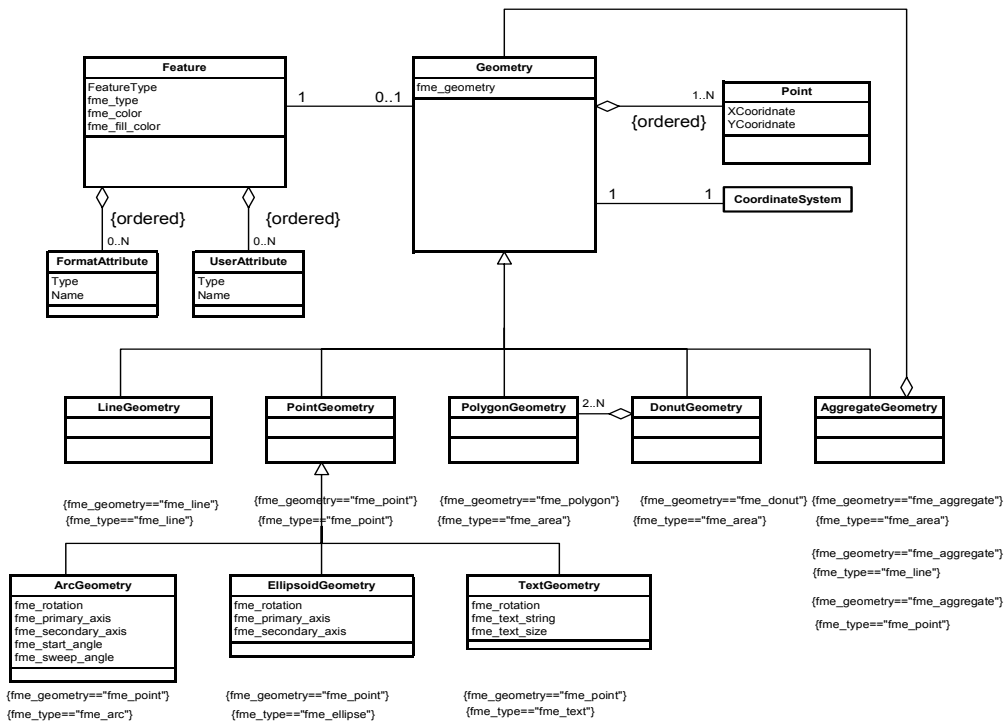 Feature
FeatureType
fme_type
fme_color
fme_fill_color
1
0..1
Geometry
fme_geometry
1..N
{ordered}
Point
XCooridnate
YCooridnate
1
1
CoordinateSystem
{ordered}
0..N
{ordered}
0..N
FormatAttribute
Type
Name
UserAttribute
Type
Name
LineGeometry
PointGeometry
PolygonGeometry
2..N
DonutGeometry
AggregateGeometry
{fme_geometry=="fme_line"}
{fme_type=="fme_line"}
{fme_geometry=="fme_point"}
{fme_type=="fme_point"}
{fme_geometry=="fme_polygon"}
{fme_type=="fme_area"}
{fme_geometry=="fme_donut"}
{fme_type=="fme_area"}
{fme_geometry=="fme_aggregate"}
{fme_type=="fme_area"}
{fme_geometry=="fme_aggregate"}
{fme_type=="fme_line"}
{fme_geometry=="fme_aggregate"}
{fme_type=="fme_point"}
ArcGeometry
fme_rotation
fme_primary_axis
fme_secondary_axis
fme_start_angle
fme_sweep_angle
{fme_geometry=="fme_point"}
{fme_type=="fme_arc"}
EllipsoidGeometry
fme_rotation
fme_primary_axis
fme_secondary_axis
{fme_geometry=="fme_point"}
{fme_type=="fme_ellipse"}
TextGeometry
fme_rotation
fme_text_string
fme_text_size
{fme_geometry=="fme_point"}
{fme_type=="fme_text"}